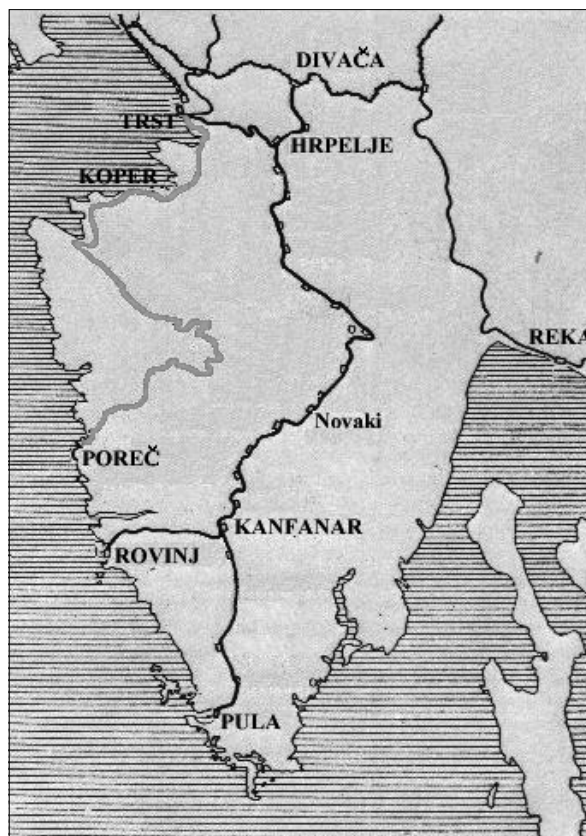 DIVAČA
TRST
HRPELJE
KOPER
REKA
Novaki
POREČ
KANFANAR
ROVINJ
PULA